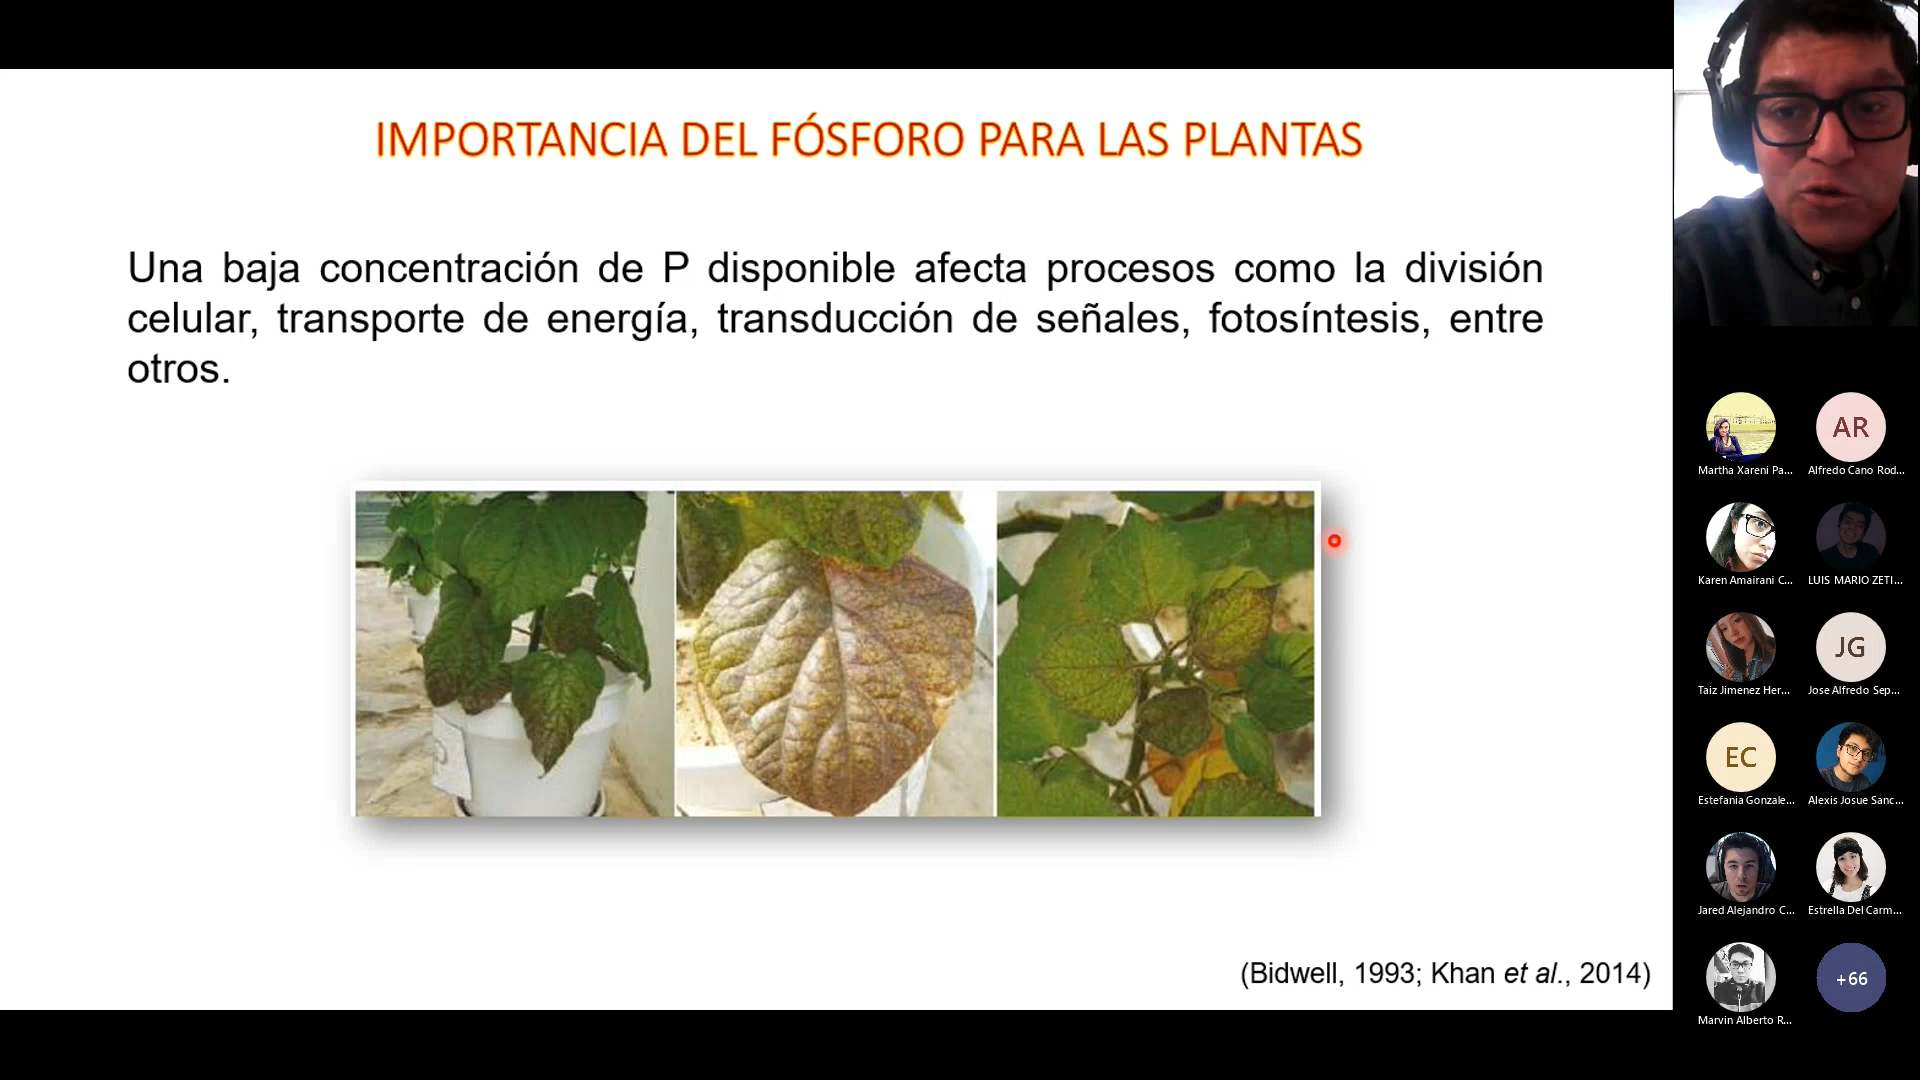 IMPORTANCIA DEL FÓSFORO PARA LAS PLANTAS
Una baja concentración de P disponible afecta procesos como la división
celular, transporte de energía, transducción de señales, fotosíntesis, entre
otros.
(Bidwell, 1993; Khan et al., 2014)
AR
Martha Xareni Pa...
Alfredo Cano Rod...
Karen Amairani C...
LUIS MARIO ZETI...
JG
Taiz Jimenez Her...
Jose Alfredo Sep...
EC
Estefania Gonzale...
Alexis Josue Sanc...
Jared Alejandro C...
Estrella Del Carm...
+66
Marvin Alberto R...